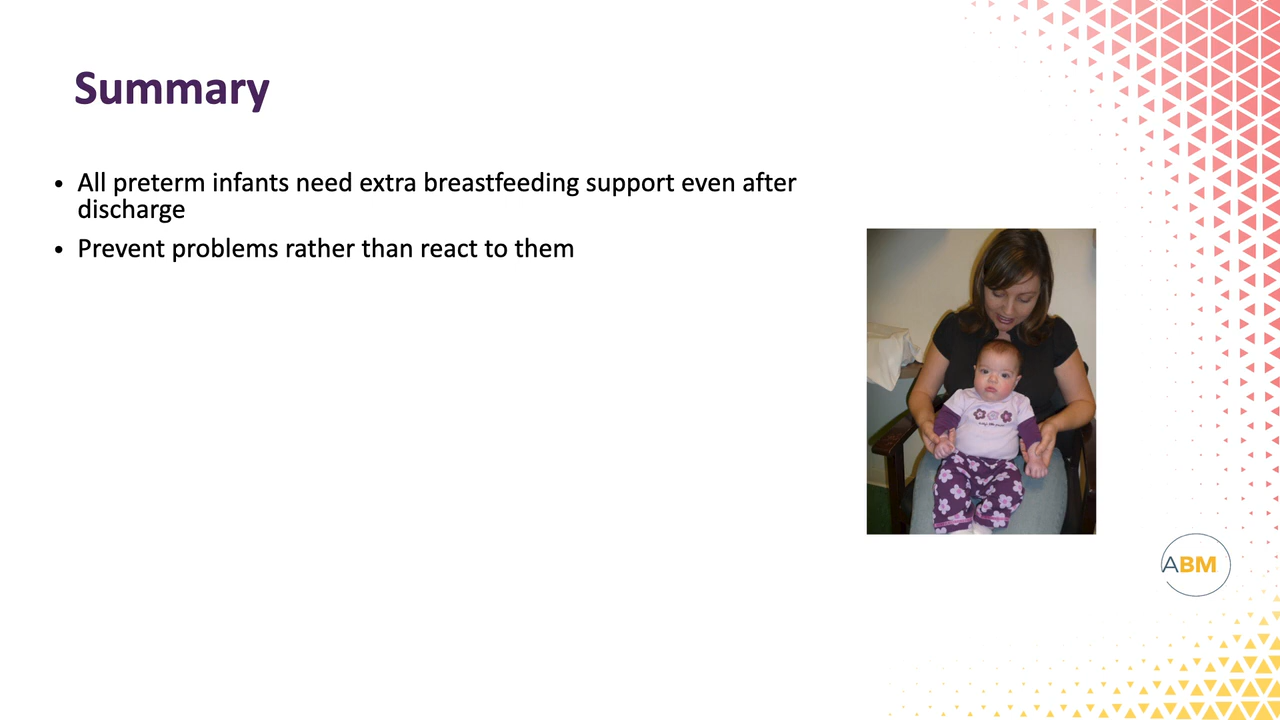 Summary
• All preterm infants need extra breastfeeding support even after
discharge
• Prevent problems rather than react to them
ABM